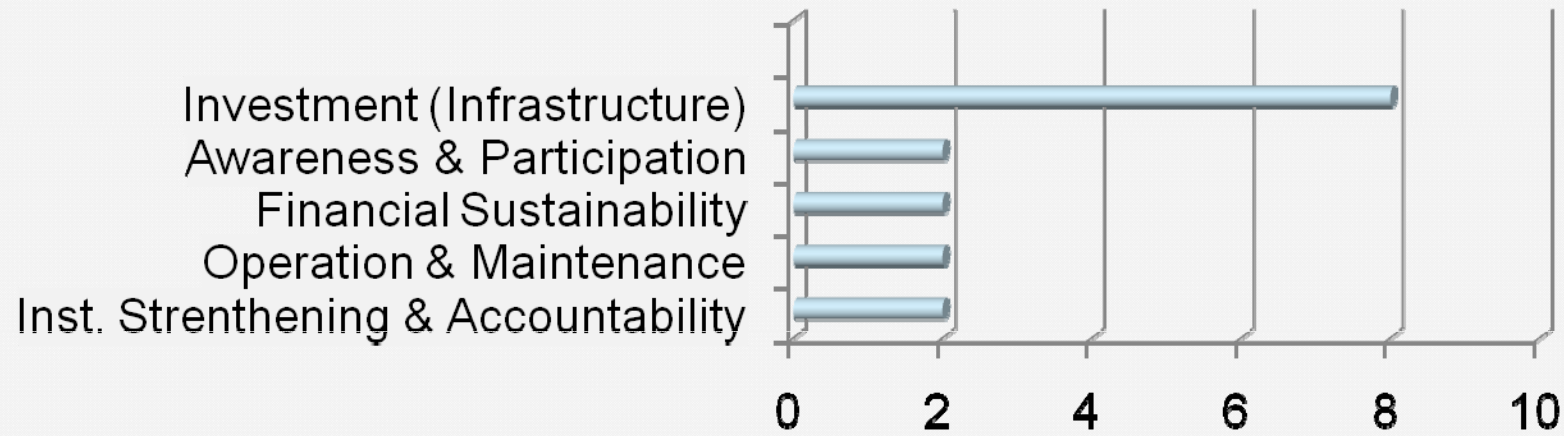 Investment (Infrastructure)
Awareness & Participation
Financial Sustainability
Operation & Maintenance
Inst. Strenthening & Accountability
0 2 4 6 8 10